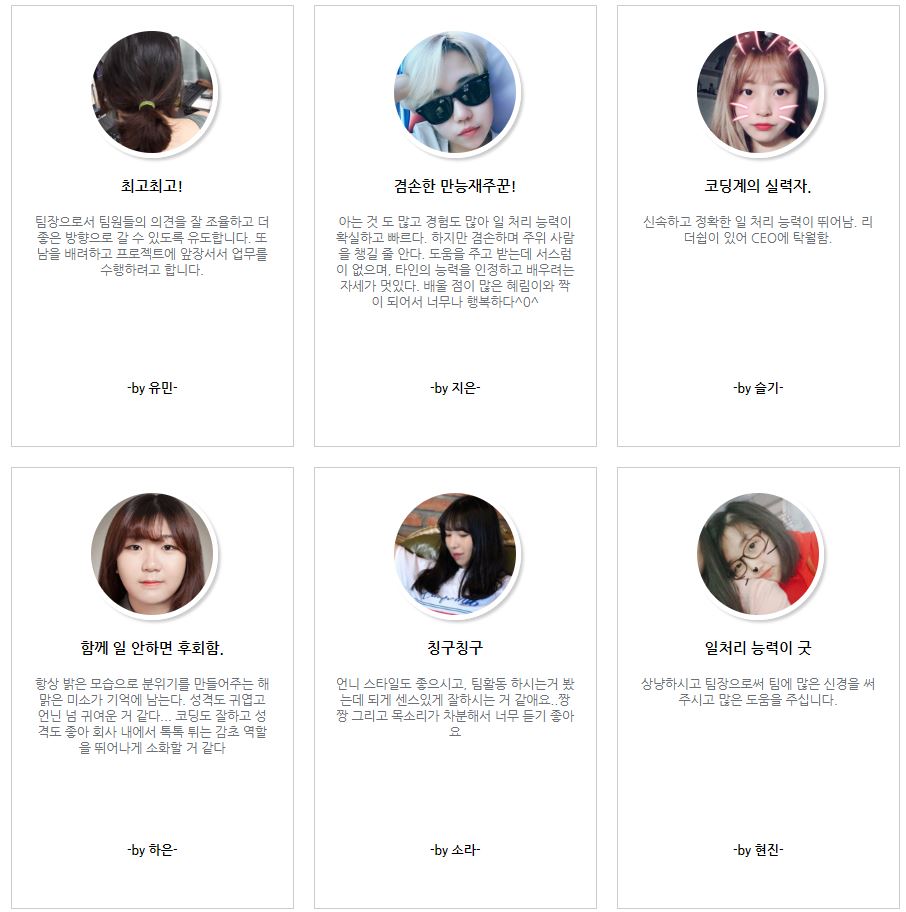 최고최고!
팀장으로서 팀원들의 의견을 잘 조율하고 더
좋은 방향으로 갈 수 있도록 유도합니다. 또
남을 배려하고 프로젝트에 앞장서서 업무를
수행하려고 합니다.
-by 유민-
겸손한 만능재주꾼!
아는 것 도 많고 경험도 많아 일 처리 능력이
확실하고 빠르다. 하지만 겸손하며 주위 사람
을 챙길 줄 안다. 도움을 주고 받는데 서스럼
이 없으며, 타인의 능력을 인정하고 배우려는
자세가 멋있다. 배울 점이 많은 혜림이와 짝
이 되어서 너무나 행복하다^0^
-by 지은-
코딩계의 실력자.
신속하고 정확한 일 처리 능력이 뛰어남. 리
더쉽이 있어 CEO에 탁월함.
-by 슬기-
함께 일 안하면 후회함.
항상 밝은 모습으로 분위기를 만들어주는 해
맑은 미소가 기억에 남는다. 성격도 귀엽고
언닌 넘 귀여운 거 같다... 코딩도 잘하고 성
격도 좋아 회사 내에서 톡톡 튀는 감초 역할
을 뛰어나게 소화할 거 같다
-by 하은-
칭구칭구
언니 스타일도 좋으시고, 팀활동 하시는거 봤
는데 되게 센스있게 잘하시는 거 같애요..짱
짱 그리고 목소리가 차분해서 너무 듣기 좋아
요
-by 소라-
일처리 능력이 굿
상냥하시고 팀장으로써 팀에 많은 신경을 써
주시고 많은 도움을 주십니다.
-by 현진-